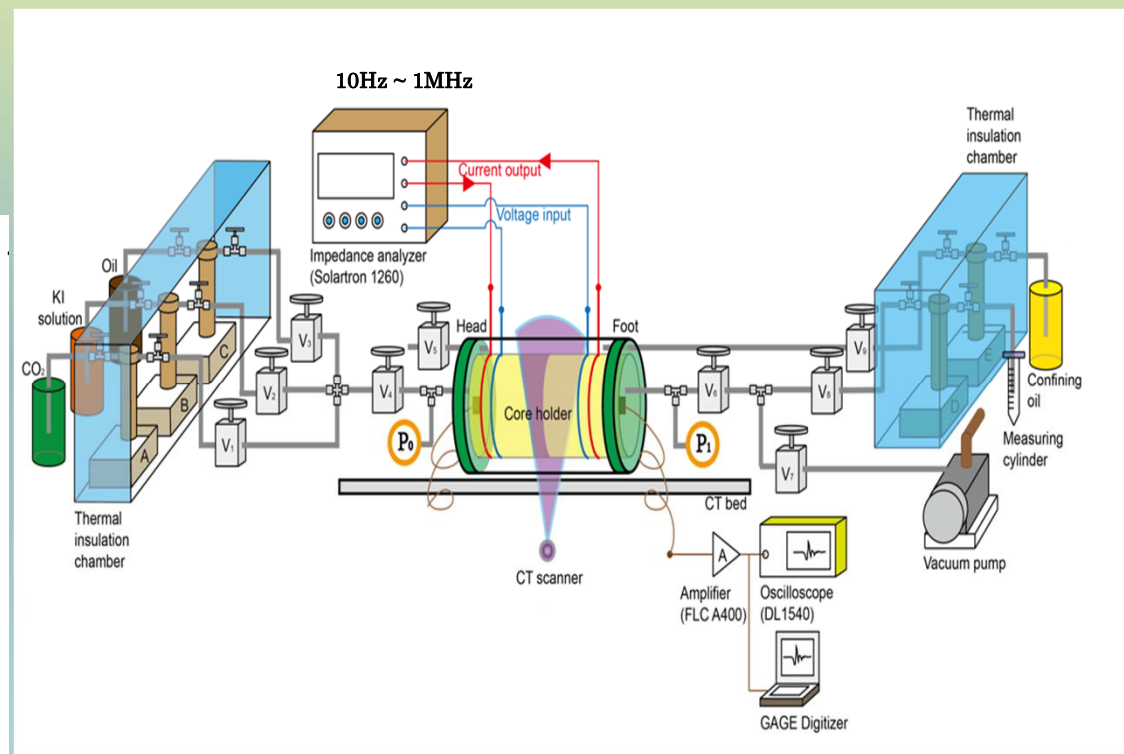 10Hz ~ 1MHz
Thermal
insulation
chamber
Current output
Voltage input
Impedance analyzer
(Solartron 1260)
Oil
KI
solution
CO₂
V₃
V₂
V₁
V₄
V₅
Head
Foot
Core holder
P₀
P₁
V₆
V₇
V₈
V₉
A
B
C
D
E
Confining
oil
Measuring
cylinder
Thermal
insulation
chamber
CT bed
CT scanner
Vacuum pump
A
Amplifier
(FLC A400)
Oscilloscope
(DL1540)
GAGE Digitizer